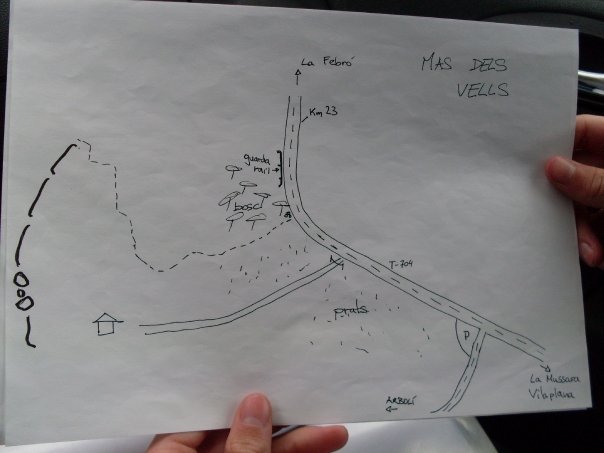 La Febró
MAS DELS
VELLS
Km 23
guarda
rail
bosc
T-704
prats
P
La Mussara
Vilaplana
ARBOLÍ